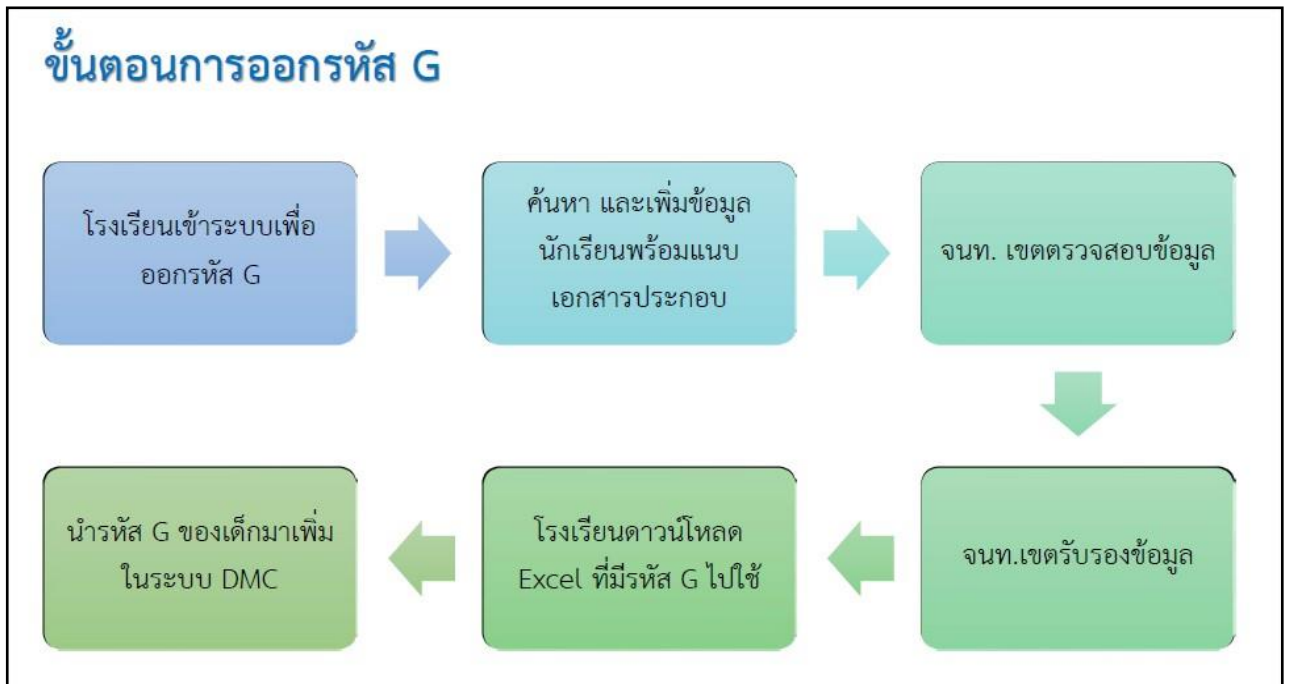 ขั้นตอนการออกรหัส G
โรงเรียนเข้าระบบเพื่อ
ออกรหัส G
ค้นหา และเพิ่มข้อมูล
นักเรียนพร้อมแนบ
เอกสารประกอบ
จนท. เขตตรวจสอบข้อมูล
จนท.เขตรับรองข้อมูล
โรงเรียนดาวน์โหลด
Excel ที่มีรหัส G ไปใช้
นำรหัส G ของเด็กมาเพิ่ม
ในระบบ DMC